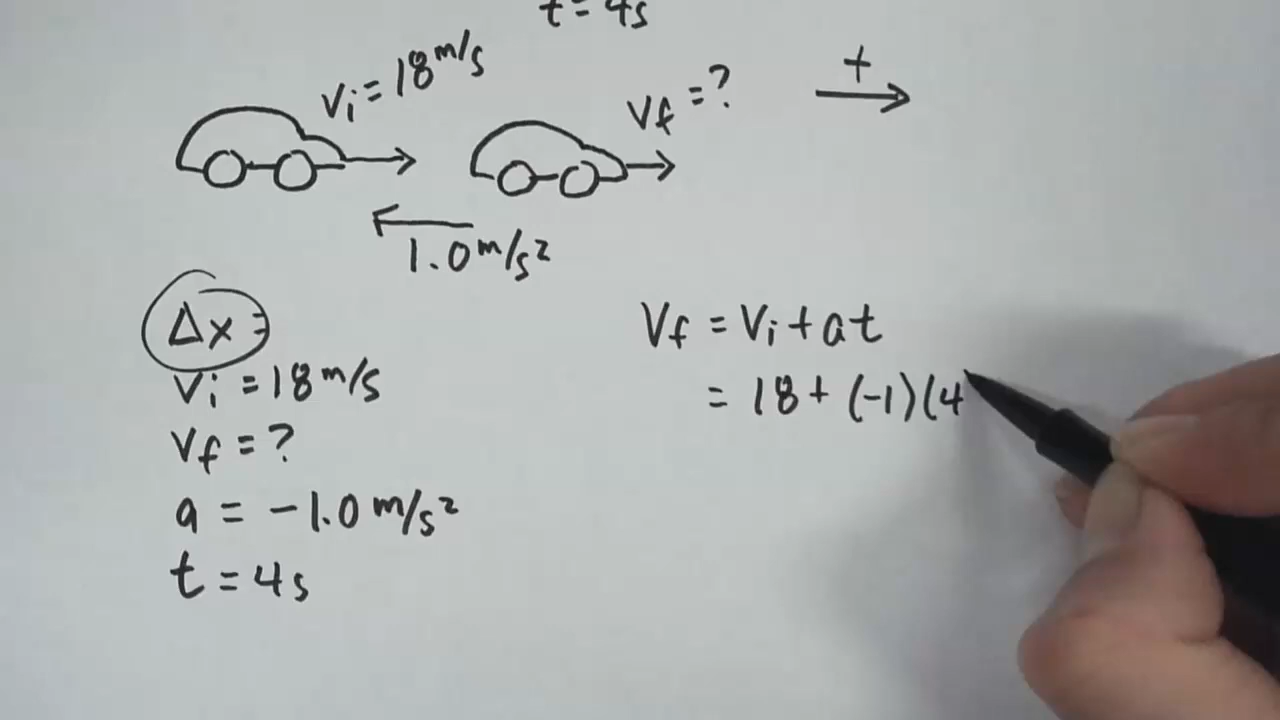 t = 4s
Vi = 18 m/s
Vf = ?
+
1.0 m/s²
Δx =
Vi = 18 m/s
Vf = ?
a = -1.0 m/s²
t = 4s
Vf = Vi + at
= 18 + (-1)(4